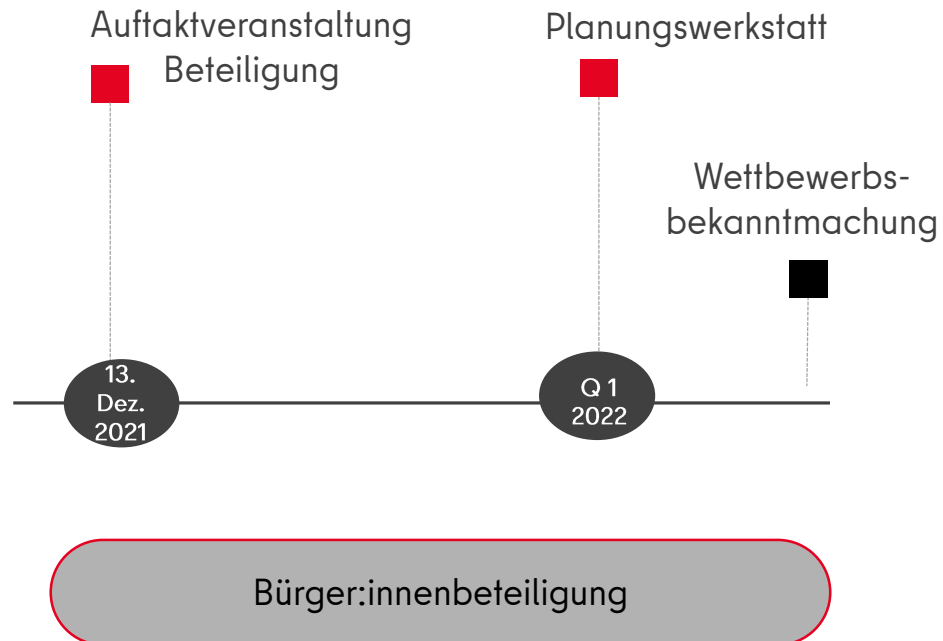 Auftaktveranstaltung
Beteiligung
Planungswerkstatt
Wettbewerbs-
bekanntmachung
13.
Dez.
2021
Q 1
2022
Bürger:innenbeteiligung